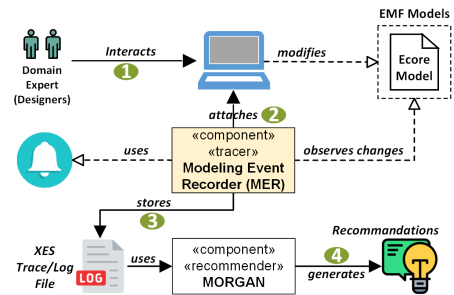 EMF Models
Interacts
1
modifies
Ecore
Model
Domain
Expert
(Designers)
attaches
2
«component»
«tracer»
Modeling Event
Recorder (MER)
uses
observes changes
stores
3
XES
Trace/Log
File
LOG
uses
«component»
«recommender»
MORGAN
Recommandations
4
generates